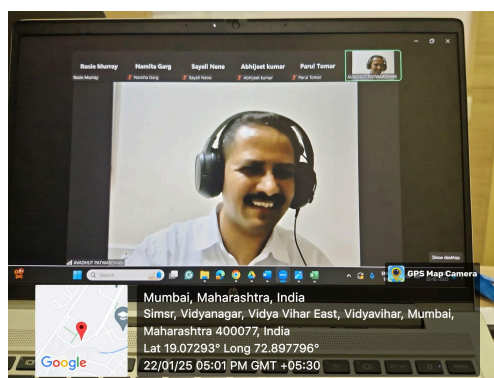 Rosie Murray
Namita Garg
Sayali Nene
Abhijeet kumar
Parul Tomar
Rosie Murray
Namita Garg
Sayali Nene
Abhijeet kumar
Parul Tomar
AVADHUT PATWARDHAN
AVADHUT PATWARDHAN
Show desktop
Search
GPS Map Camera
Mumbai, Maharashtra, India
Simsr, Vidyanagar, Vidya Vihar East, Vidyavihar, Mumbai,
Maharashtra 400077, India
Lat 19.07293° Long 72.897796°
22/01/25 05:01 PM GMT +05:30
Google